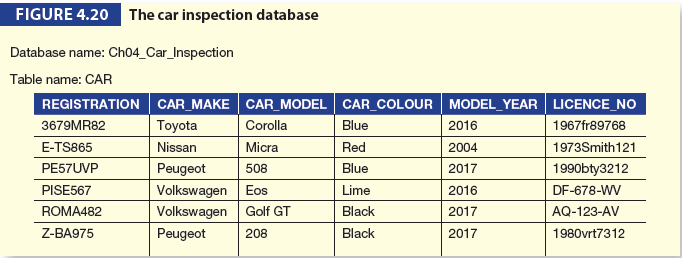 FIGURE 4.20 The car inspection database
Database name: Ch04_Car_Inspection
Table name: CAR
REGISTRATION CAR_MAKE CAR_MODEL CAR_COLOUR MODEL_YEAR LICENCE_NO
3679MR82 Toyota Corolla Blue 2016 1967fr89768
E-TS865 Nissan Micra Red 2004 1973Smith121
PE57UVP Peugeot 508 Blue 2017 1990bty3212
PISE567 Volkswagen Eos Lime 2016 DF-678-WV
ROMA482 Volkswagen Golf GT Black 2017 AQ-123-AV
Z-BA975 Peugeot 208 Black 2017 1980vrt7312